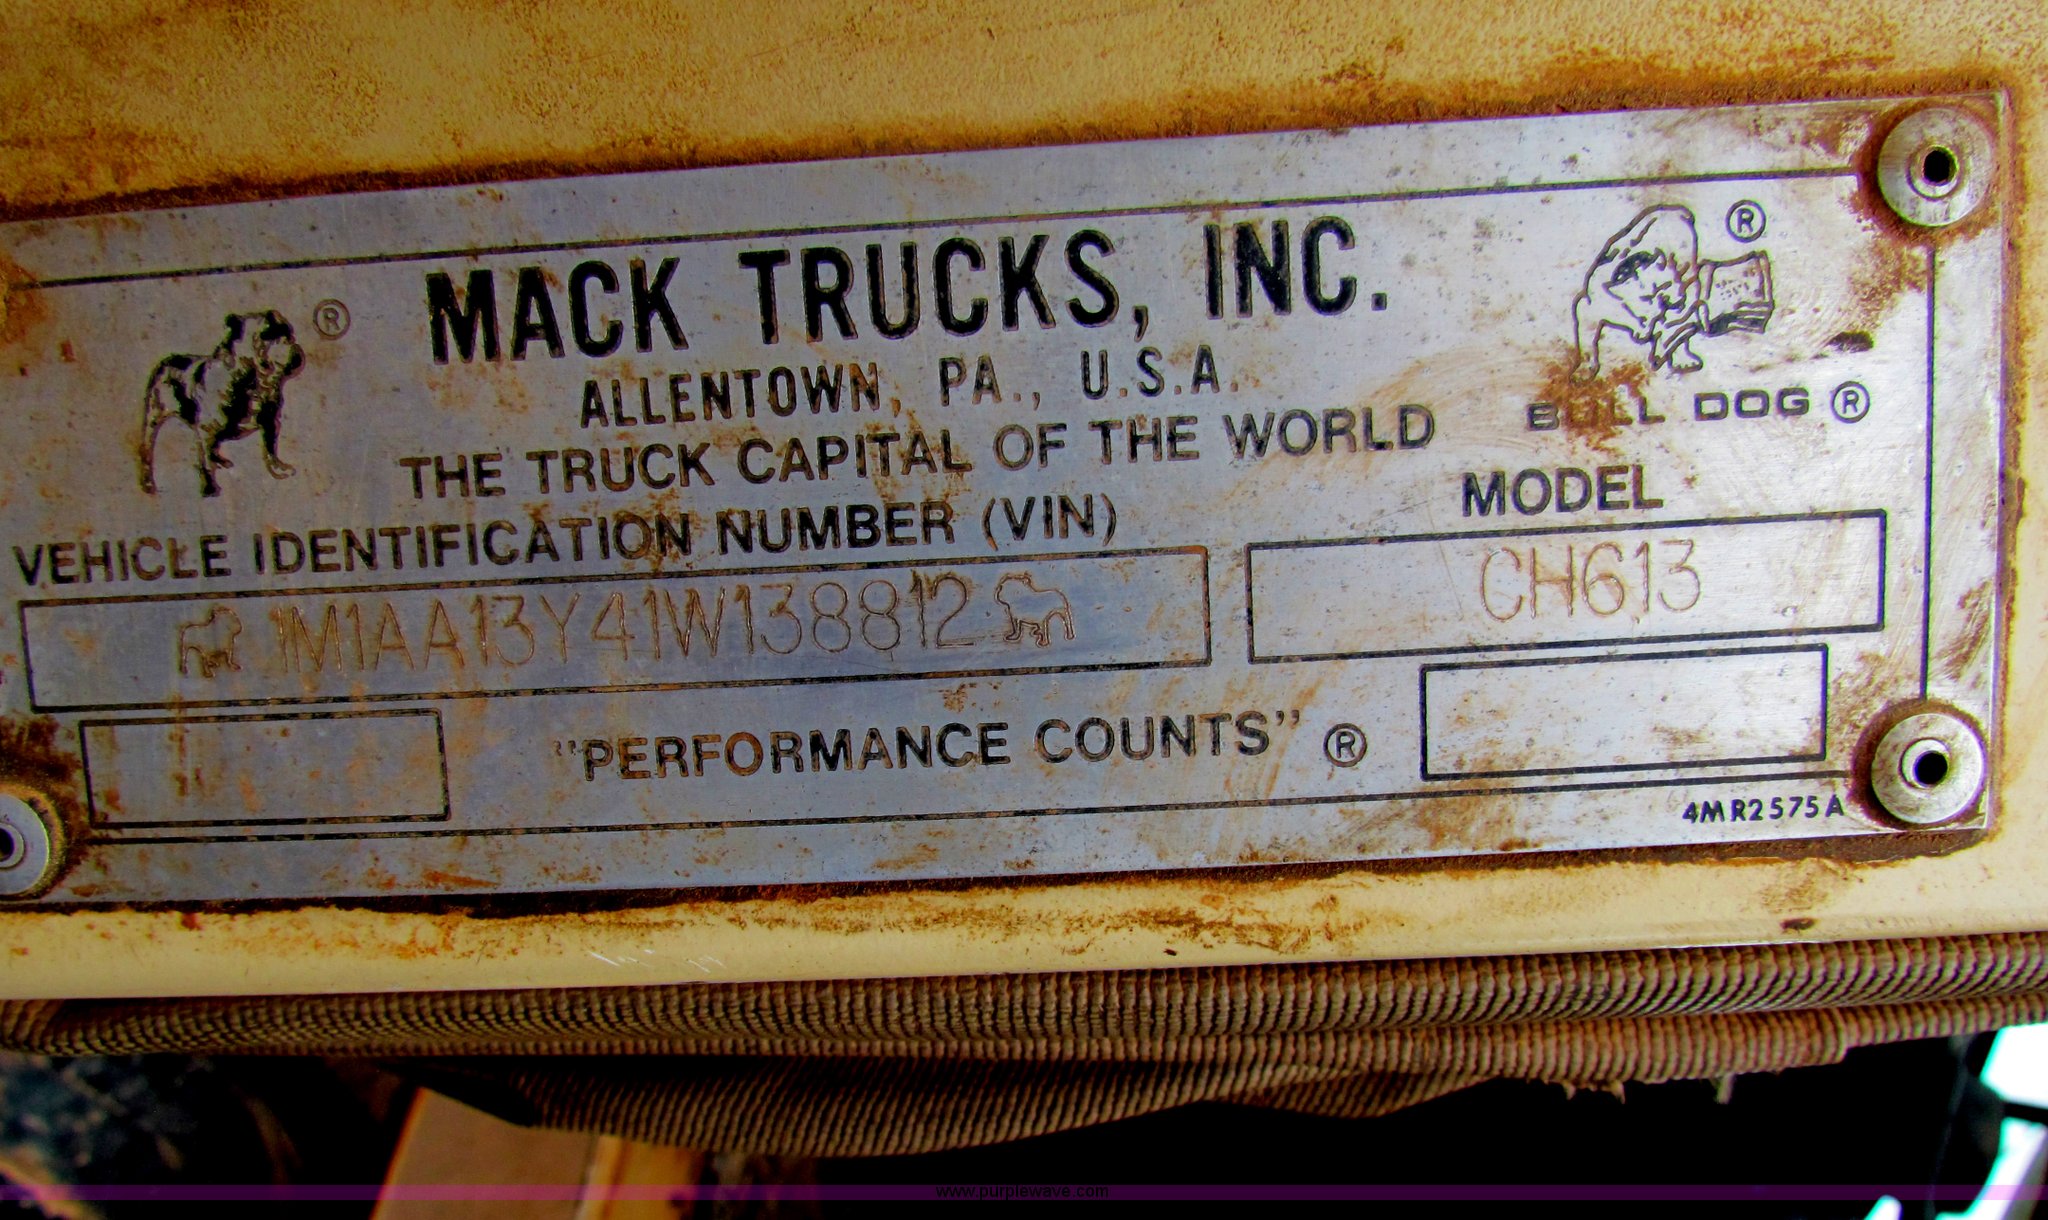 ®
MACK TRUCKS, INC.
®
ALLENTOWN, PA., U.S.A.
BULL DOG ®
THE TRUCK CAPITAL OF THE WORLD
VEHICLE IDENTIFICATION NUMBER (VIN)
MODEL
1M1AA13Y41W138812
CH613
"PERFORMANCE COUNTS" ®
4MR2575A
www.purplewave.com